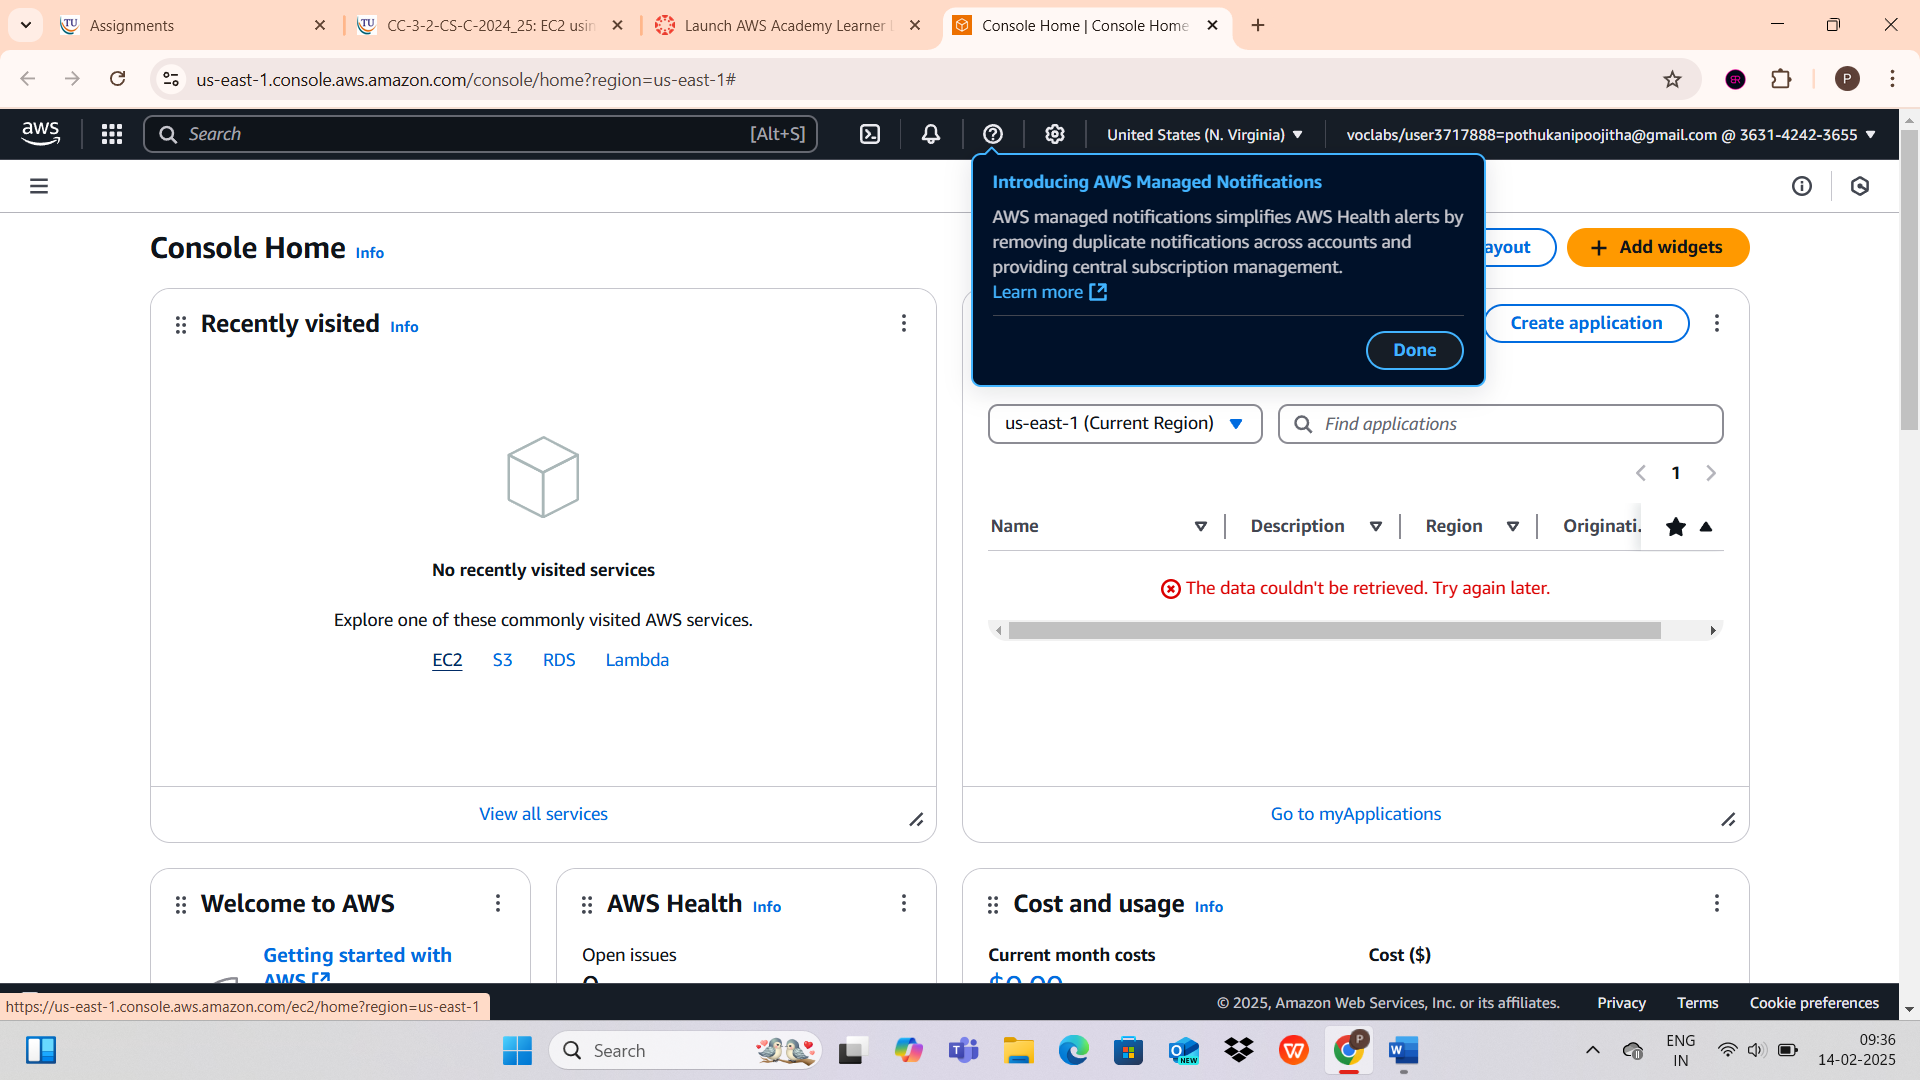 Assignments
CC-3-2-CS-C-2024_25: EC2 usin
Launch AWS Academy Learner L
Console Home | Console Home
us-east-1.console.aws.amazon.com/console/home?region=us-east-1#
P
aws
Search
[Alt+S]
United States (N. Virginia)
voclabs/user3717888=pothukanipoojitha@gmail.com @ 3631-4242-3655
Introducing AWS Managed Notifications
AWS managed notifications simplifies AWS Health alerts by
removing duplicate notifications across accounts and
providing central subscription management.
Learn more
Done
Console Home Info
ayout
+ Add widgets
Recently visited Info
Create application
us-east-1 (Current Region)
Find applications
1
Name
Description
Region
Originati.
The data couldn't be retrieved. Try again later.
No recently visited services
Explore one of these commonly visited AWS services.
EC2 S3 RDS Lambda
View all services
Go to myApplications
Welcome to AWS
AWS Health Info
Cost and usage Info
Getting started with
AWS
Open issues
0
Current month costs
$0.00
Cost ($)
https://us-east-1.console.aws.amazon.com/ec2/home?region=us-east-1
© 2025, Amazon Web Services, Inc. or its affiliates.
Privacy
Terms
Cookie preferences
Search
ENG
IN
09:36
14-02-2025